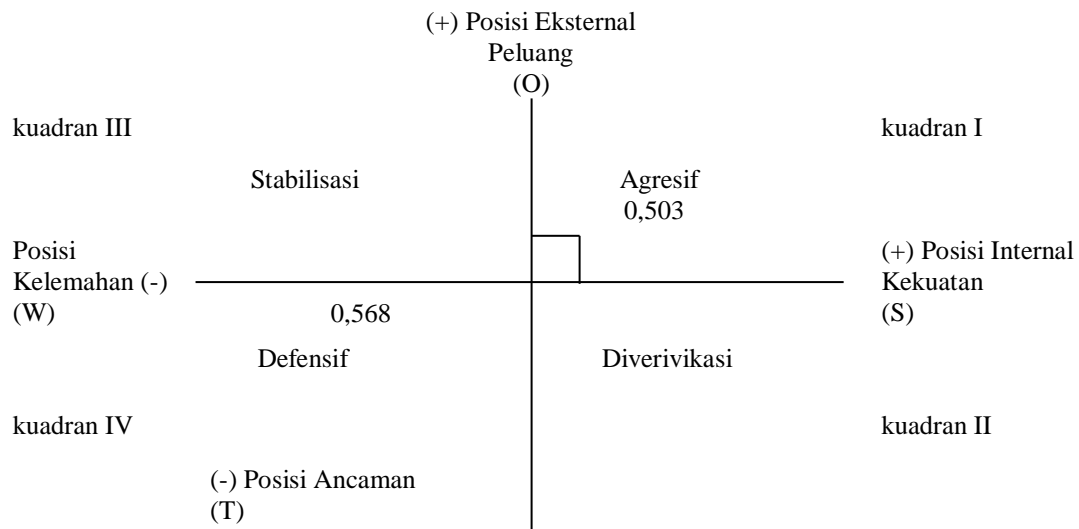 (+) Posisi Eksternal
Peluang
(O)
kuadran III
kuadran I
Stabilisasi
Agresif
0,503
Posisi
Kelemahan (-)
(W)
(+) Posisi Internal
Kekuatan
(S)
0,568
Defensif
Diverivikasi
kuadran IV
kuadran II
(-) Posisi Ancaman
(T)